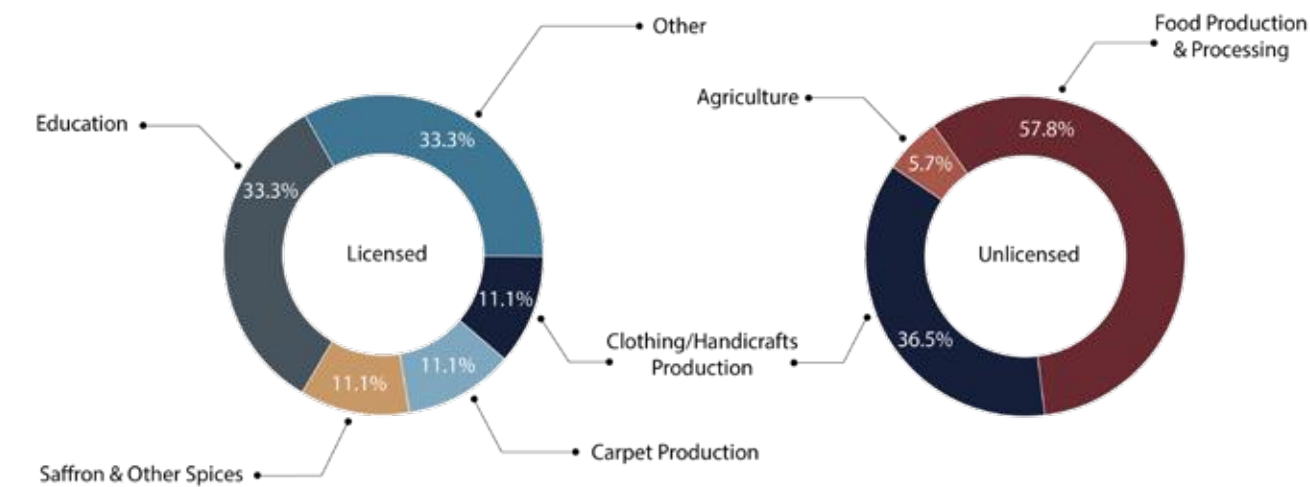 Other
Education
33.3%
33.3%
Licensed
11.1%
11.1%
11.1%
Clothing/Handicrafts
Production
Carpet Production
Saffron & Other Spices
Food Production
& Processing
Agriculture
57.8%
5.7%
Unlicensed
36.5%